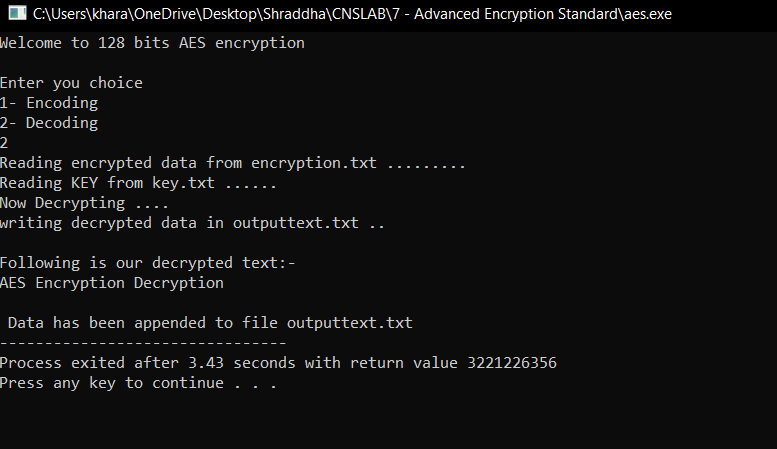 C:\Users\khara\OneDrive\Desktop\Shraddha\CNSLAB\7 - Advanced Encryption Standard\aes.exe
Welcome to 128 bits AES encryption
Enter you choice
1- Encoding
2- Decoding
2
Reading encrypted data from encryption.txt .........
Reading KEY from key.txt ......
Now Decrypting ....
writing decrypted data in outputtext.txt ..
Following is our decrypted text:-
AES Encryption Decryption
 Data has been appended to file outputtext.txt
--------------------------------
Process exited after 3.43 seconds with return value 3221226356
Press any key to continue . . .